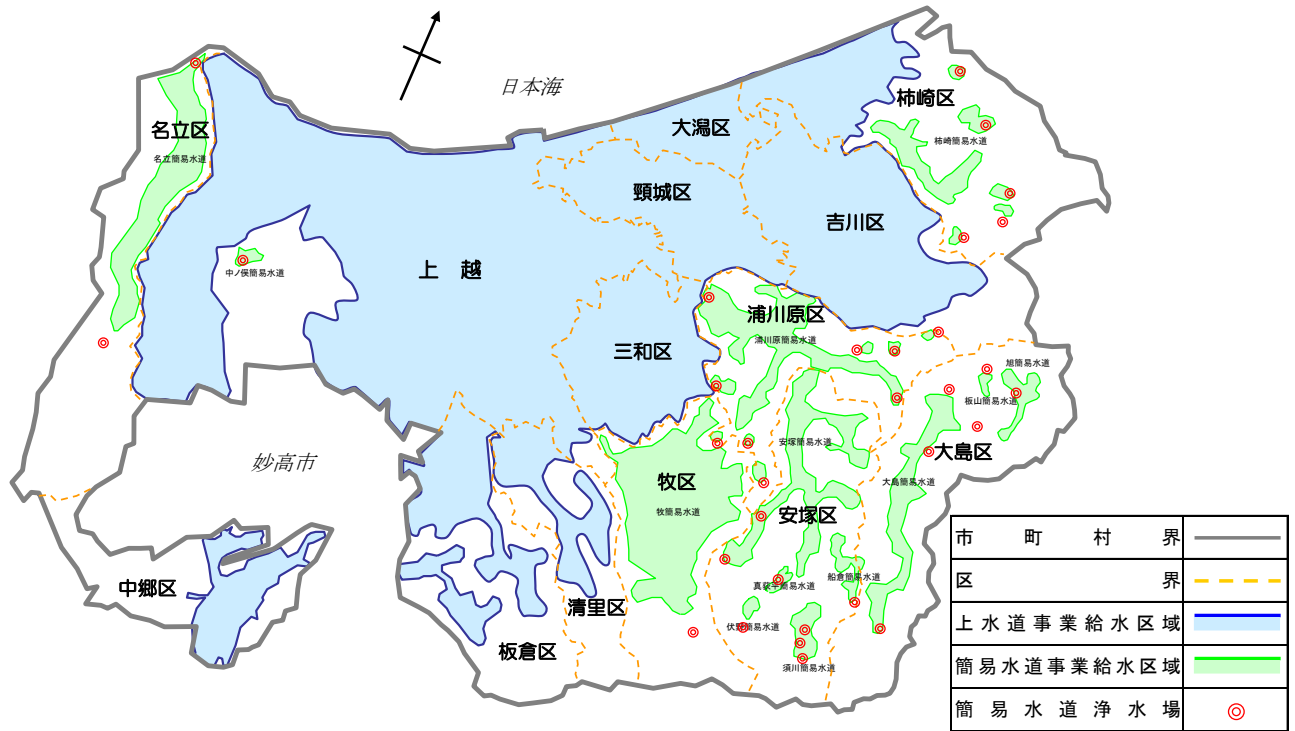 日本海
柿崎区
柿崎簡易水道
大潟区
名立区
名立簡易水道
頸城区
吉川区
上　越
中ノ俣簡易水道
浦川原区
浦川原簡易水道
三和区
旭簡易水道
板山簡易水道
安塚簡易水道
大島区
大島簡易水道
妙高市
牧区
牧簡易水道
安塚区
真荻平簡易水道
船倉簡易水道
中郷区
清里区
伏野簡易水道
板倉区
須川簡易水道
市町村界
区界
上水道事業給水区域
簡易水道事業給水区域
簡易水道浄水場